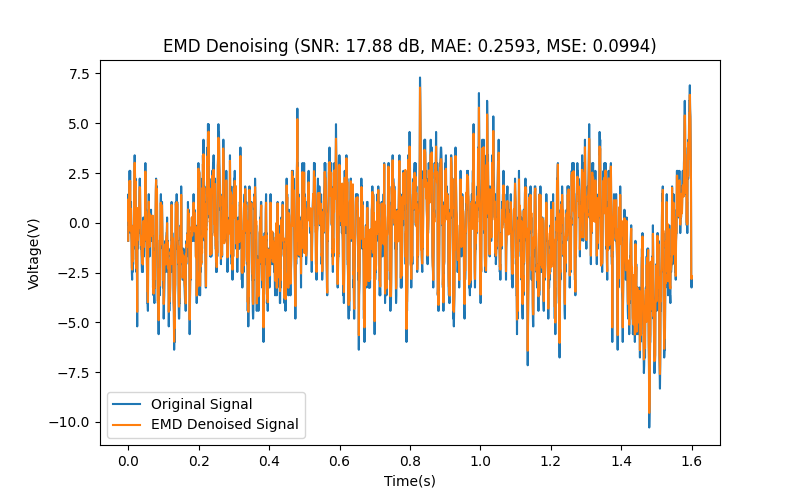 EMD Denoising (SNR: 17.88 dB, MAE: 0.2593, MSE: 0.0994)
7.5
5.0
2.5
0.0
−2.5
−5.0
−7.5
−10.0
Voltage(V)
Original Signal
EMD Denoised Signal
0.0 0.2 0.4 0.6 0.8 1.0 1.2 1.4 1.6
Time(s)